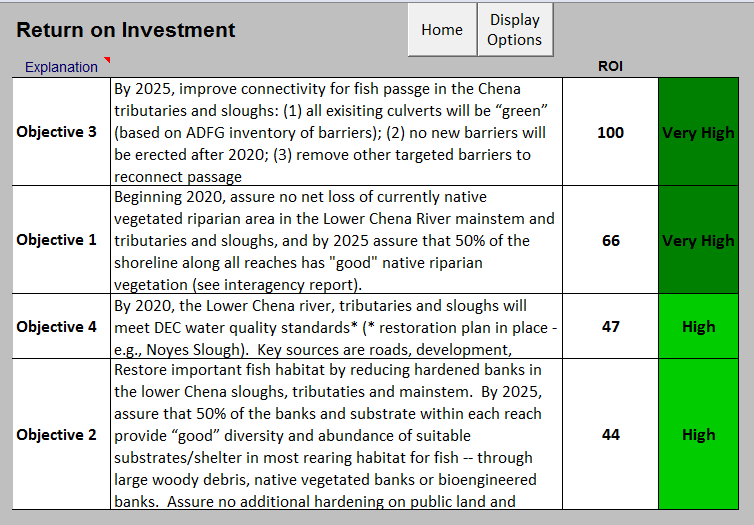 Return on Investment
Home
Display
Options
Explanation
ROI
Objective 3
By 2025, improve connectivity for fish passge in the Chena
tributaries and sloughs: (1) all exisiting culverts will be “green”
(based on ADFG inventory of barriers); (2) no new barriers will
be erected after 2020; (3) remove other targeted barriers to
reconnect passage
100
Very High
Objective 1
Beginning 2020, assure no net loss of currently native
vegetated riparian area in the Lower Chena River mainstem and
tributaries and sloughs, and by 2025 assure that 50% of the
shoreline along all reaches has "good" native riparian
vegetation (see interagency report).
66
Very High
Objective 4
By 2020, the Lower Chena river, tributaries and sloughs will
meet DEC water quality standards* (* restoration plan in place -
e.g., Noyes Slough).  Key sources are roads, development,
47
High
Objective 2
Restore important fish habitat by reducing hardened banks in
the lower Chena sloughs, tributaties and mainstem.  By 2025,
assure that 50% of the banks and substrate within each reach
provide “good” diversity and abundance of suitable
substrates/shelter in most rearing habitat for fish -- through
large woody debris, native vegetated banks or bioengineered
banks.  Assure no additional hardening on public land and
44
High